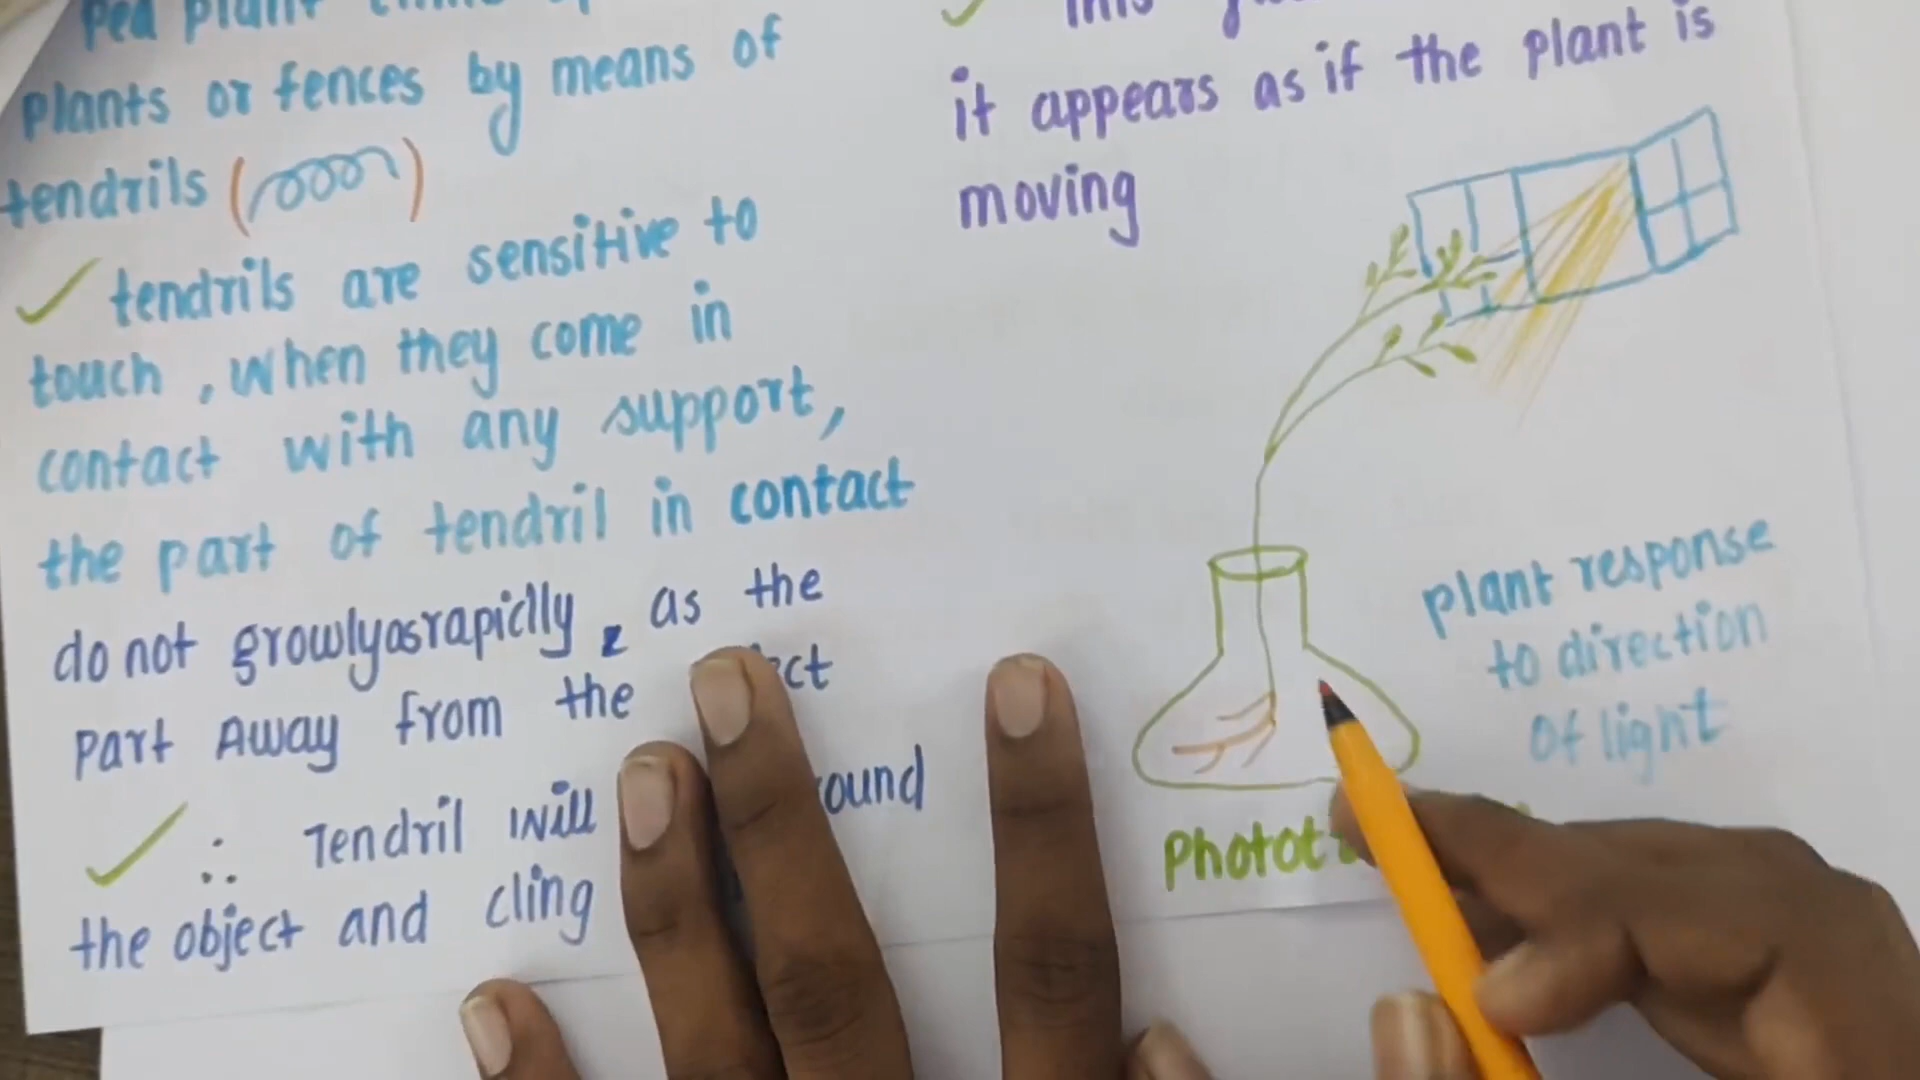 plants or fences by means of
tendrils ( )
tendrils are sensitive to
touch , when they come in
contact with any support,
the part of tendril in contact
do not growlyasrapidly, as the
part Away from the
∴ Tendril will
the object and cling
it appears as if the plant is
moving
plant response
to direction
of light